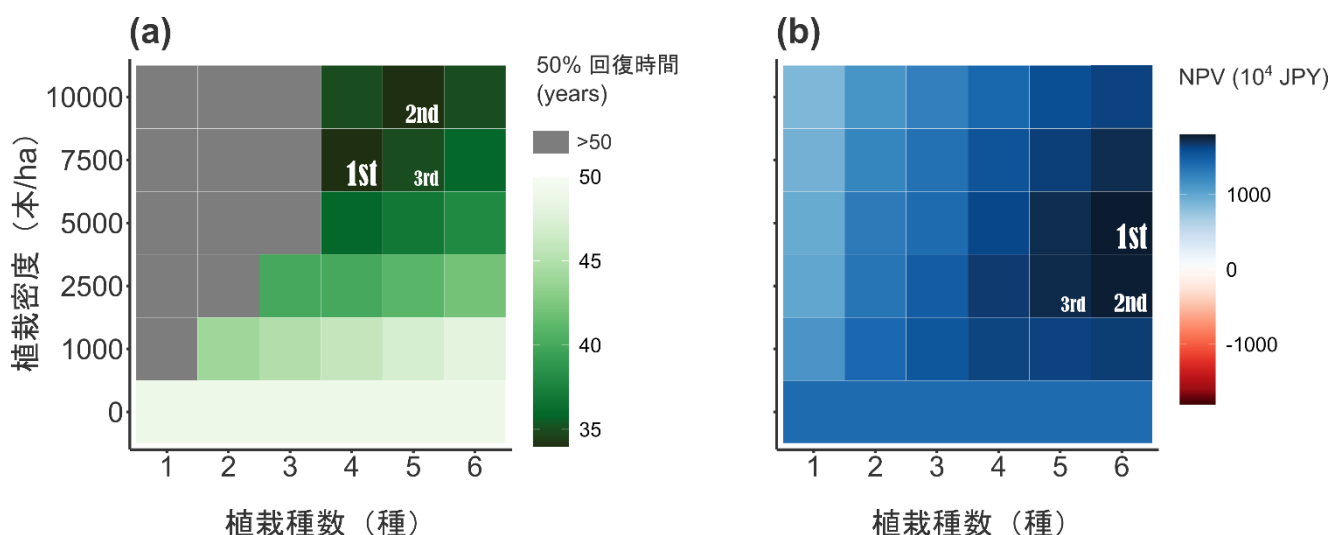 (a)
50% 回復時間
(years)
>50
50
45
40
35
植栽密度（本/ha）
10000
7500
5000
2500
1000
0
2nd
1st
3rd
1
2
3
4
5
6
植栽種数（種）
(b)
NPV (10⁴ JPY)
1000
0
-1000
1st
3rd
2nd
1
2
3
4
5
6
植栽種数（種）